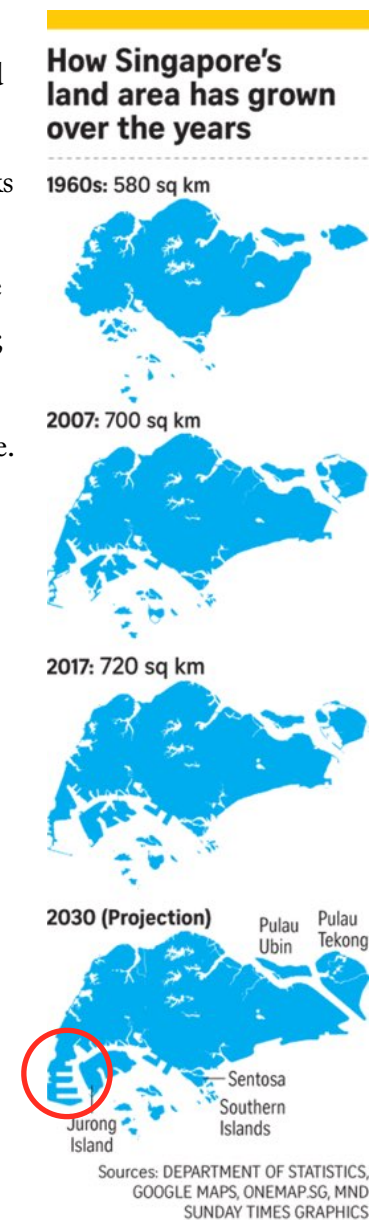 How Singapore's
land area has grown
over the years
1960s: 580 sq km
2007: 700 sq km
2017: 720 sq km
2030 (Projection)
Pulau
Ubin
Pulau
Tekong
Sentosa
Southern
Islands
Jurong
Island
Sources: DEPARTMENT OF STATISTICS,
GOOGLE MAPS, ONEMAP.SG, MND
SUNDAY TIMES GRAPHICS